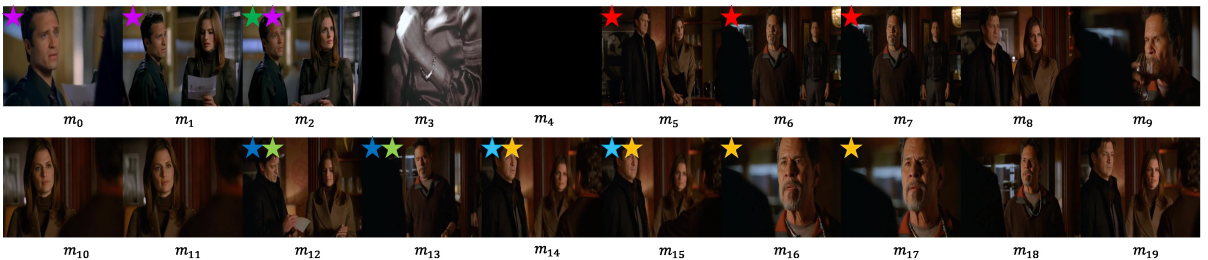 m₀ m₁ m₂ m₃ m₄ m₅ m₆ m₇ m₈ m₉
m₁₀ m₁₁ m₁₂ m₁₃ m₁₄ m₁₅ m₁₆ m₁₇ m₁₈ m₁₉